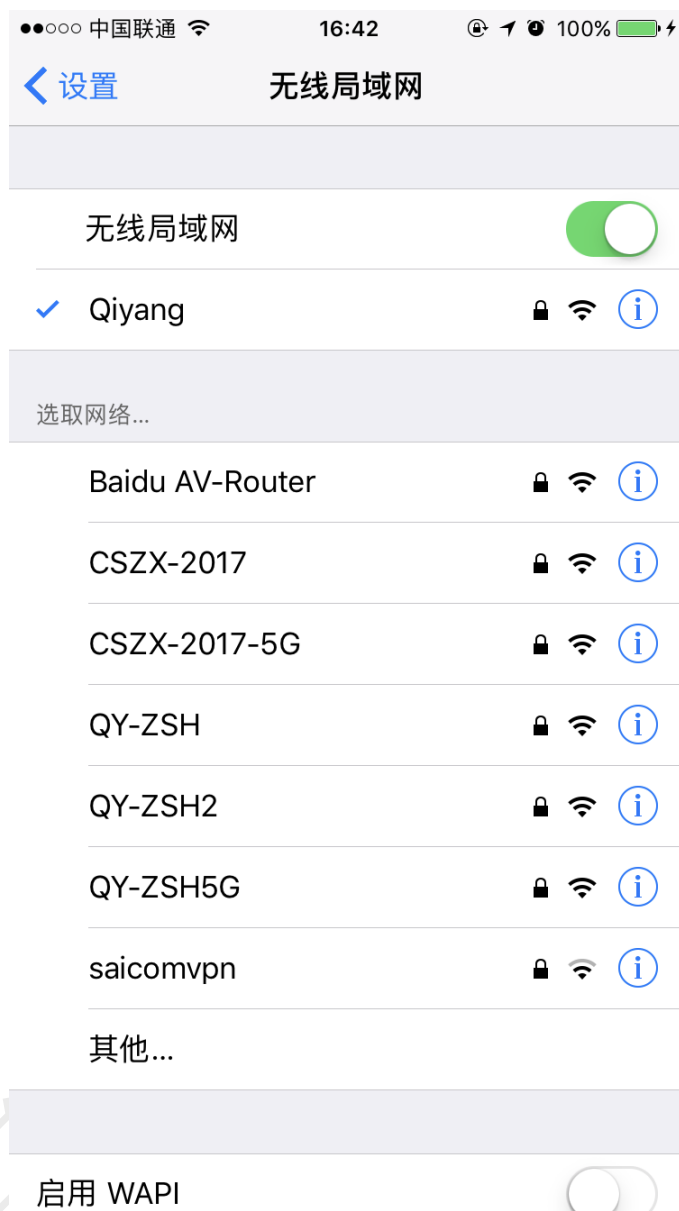 中国联通 16:42 100%
设置 无线局域网
无线局域网
Qiyang
选取网络...
Baidu AV-Router
CSZX-2017
CSZX-2017-5G
QY-ZSH
QY-ZSH2
QY-ZSH5G
saicomvpn
其他...
启用 WAPI